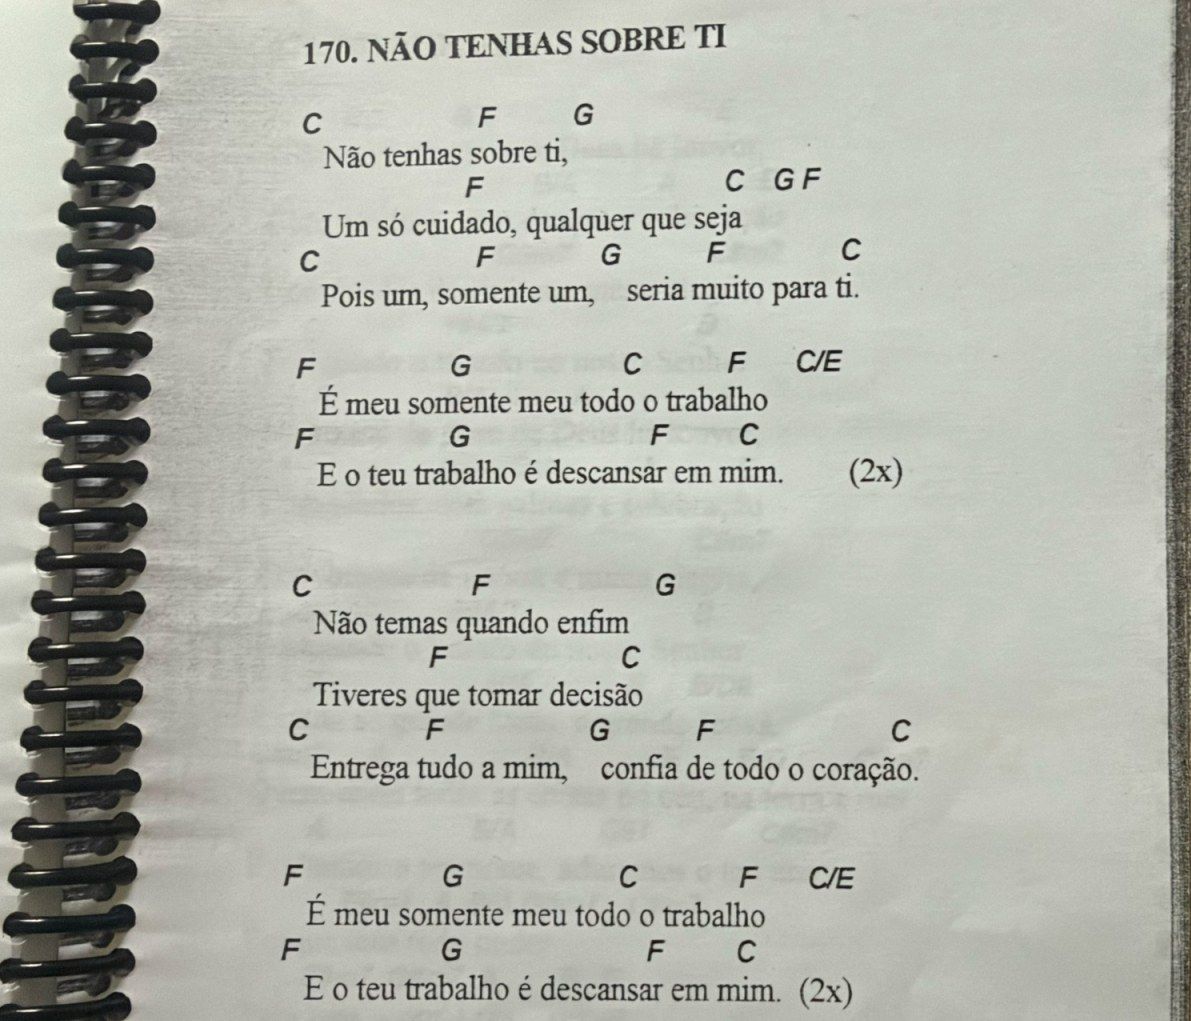 170. NÃO TENHAS SOBRE TI
C F G
Não tenhas sobre ti,
F C G F
Um só cuidado, qualquer que seja
C F G F C
Pois um, somente um, seria muito para ti.
F G C F C/E
É meu somente meu todo o trabalho
F G F C
E o teu trabalho é descansar em mim. (2x)
C F G
Não temas quando enfim
F C
Tiveres que tomar decisão
C F G F C
Entrega tudo a mim, confia de todo o coração.
F G C F C/E
É meu somente meu todo o trabalho
F G F C
E o teu trabalho é descansar em mim. (2x)